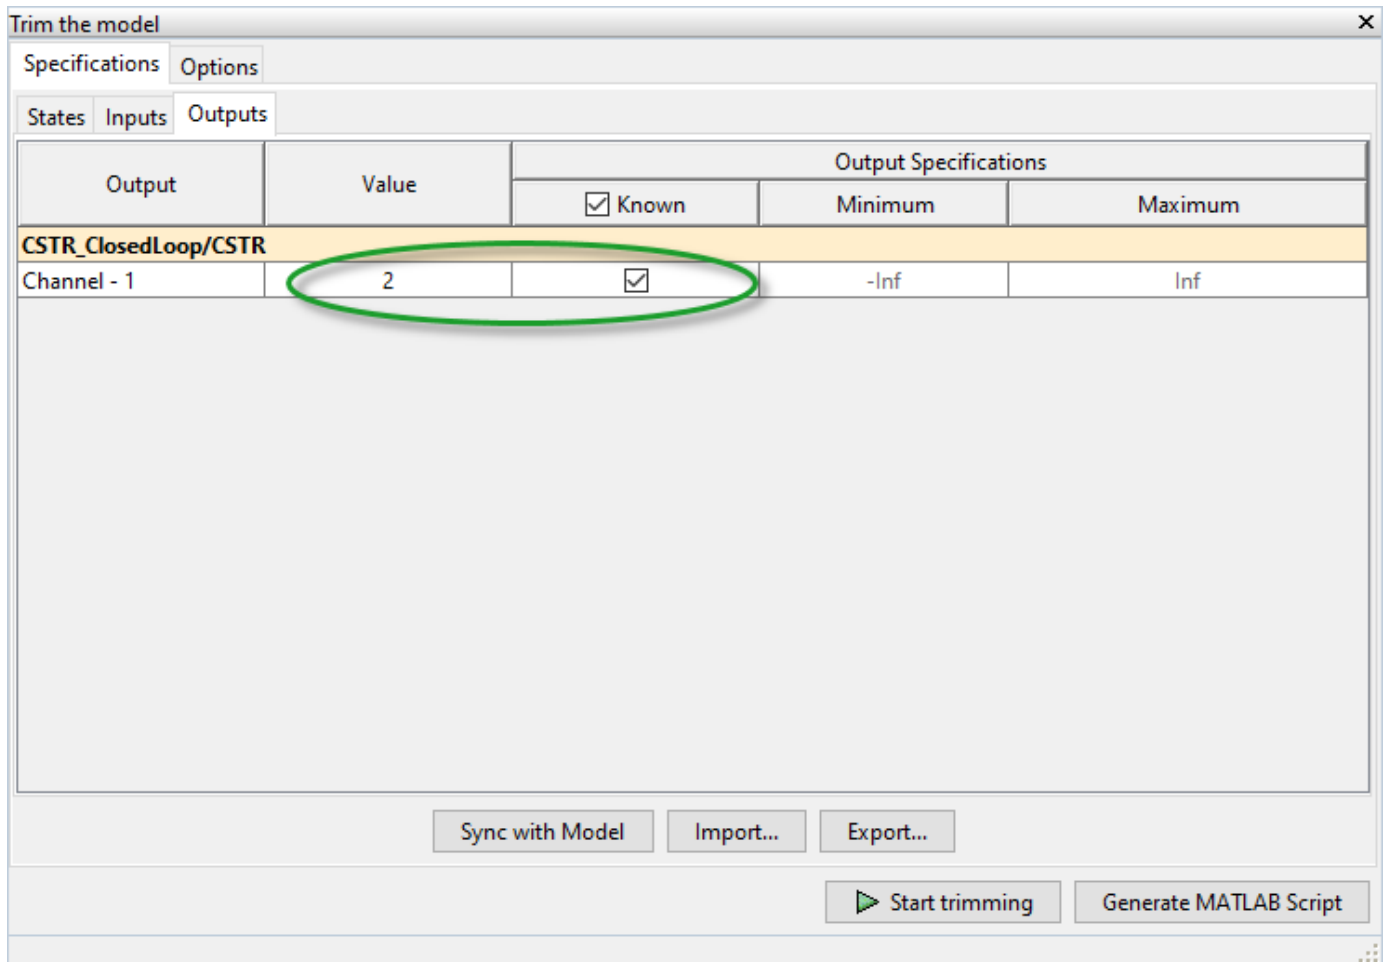 Trim the model
Specifications Options
States Inputs Outputs
Output Value Output Specifications
Known Minimum Maximum
CSTR_ClosedLoop/CSTR
Channel - 1 2 -Inf Inf
Sync with Model Import... Export...
Start trimming Generate MATLAB Script